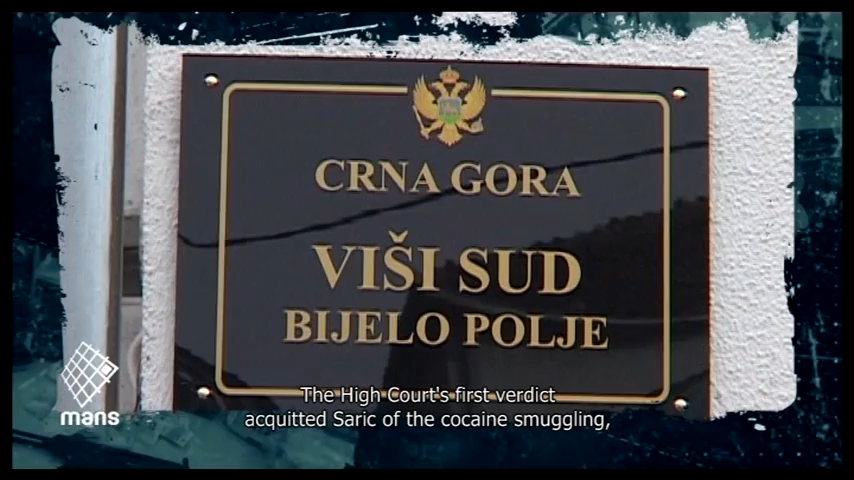 CRNA GORA
VIŠI SUD
BIJELO POLJE
mans
The High Court's first verdict
acquitted Saric of the cocaine smuggling,